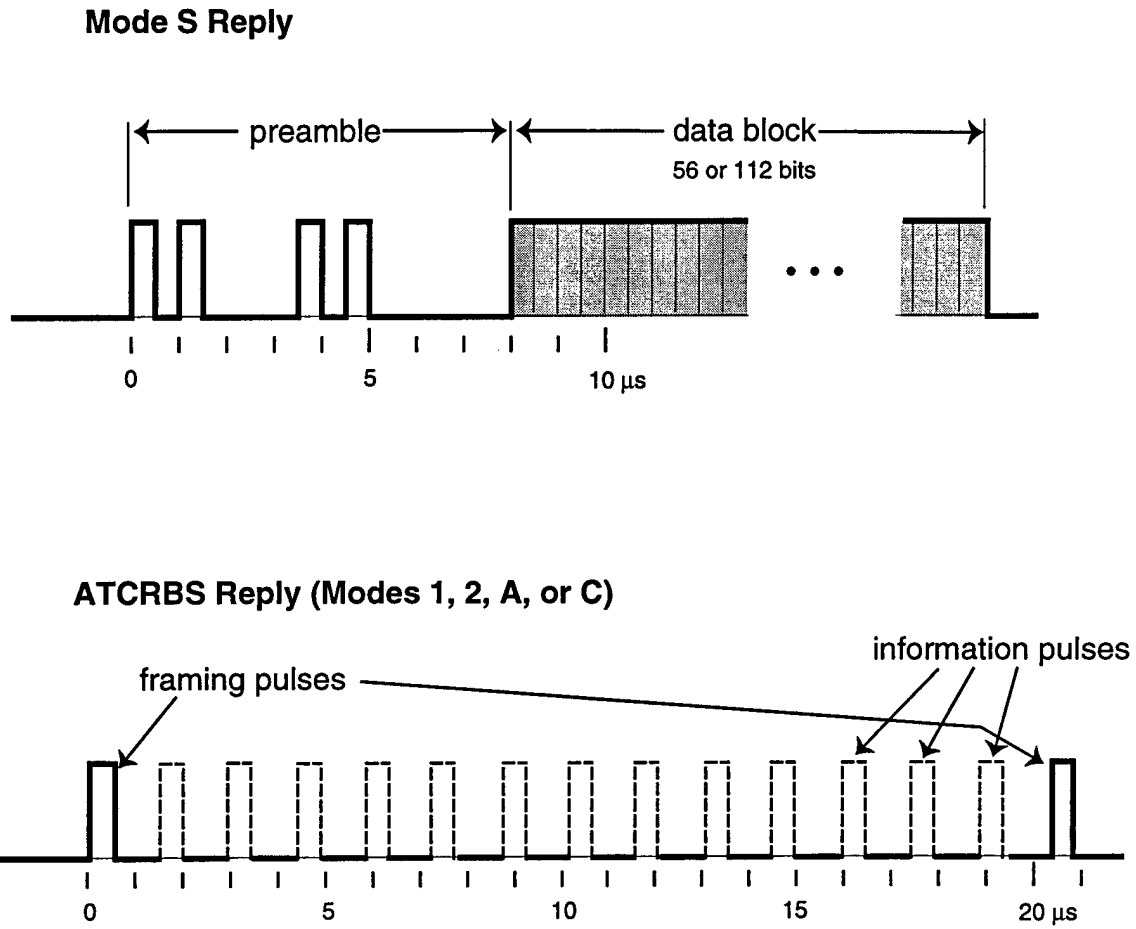 Mode S Reply
preamble
data block
56 or 112 bits
0
5
10 μs
ATCRBS Reply (Modes 1, 2, A, or C)
information pulses
framing pulses
0
5
10
15
20 μs